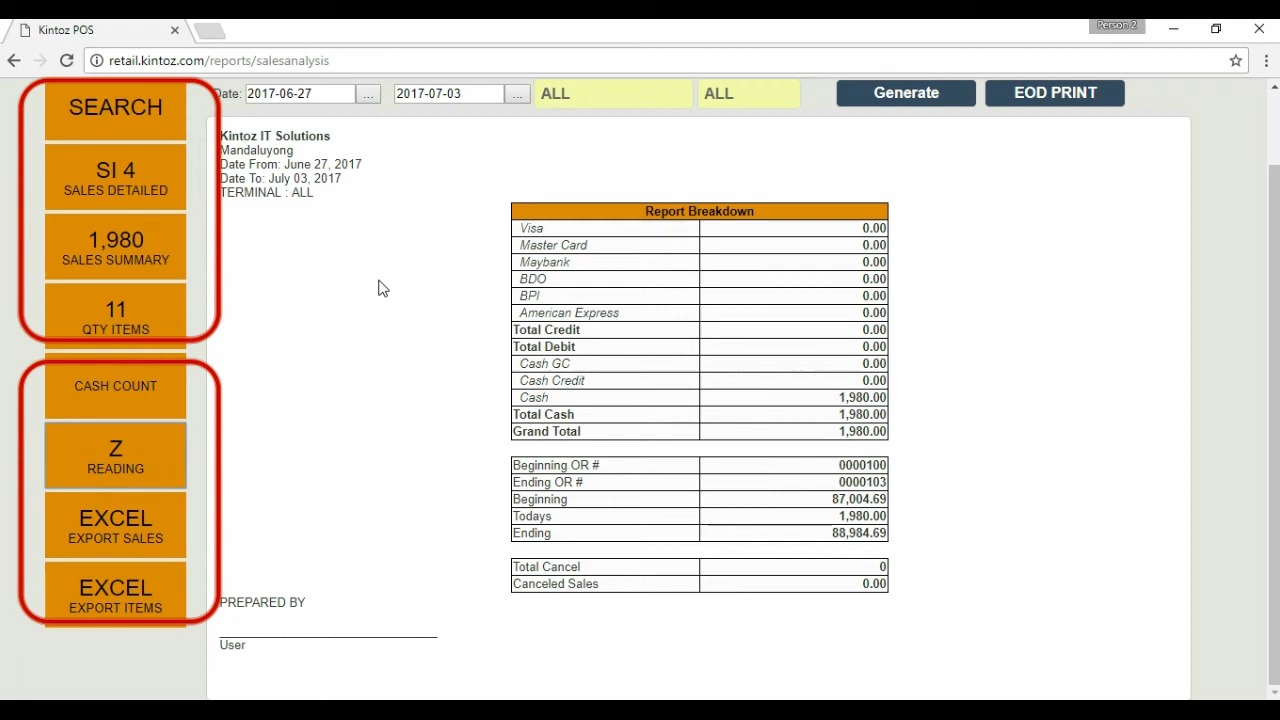 Kintoz POS
Person 2
retail.kintoz.com/reports/salesanalysis
Date: 2017-06-27 ... 2017-07-03 ... ALL ALL Generate EOD PRINT
SEARCH
SI 4
SALES DETAILED
1,980
SALES SUMMARY
11
QTY ITEMS
CASH COUNT
Z
READING
EXCEL
EXPORT SALES
EXCEL
EXPORT ITEMS
Kintoz IT Solutions
Mandaluyong
Date From: June 27, 2017
Date To: July 03, 2017
TERMINAL : ALL
Report Breakdown
Visa 0.00
Master Card 0.00
Maybank 0.00
BDO 0.00
BPI 0.00
American Express 0.00
Total Credit 0.00
Total Debit 0.00
Cash GC 0.00
Cash Credit 0.00
Cash 1,980.00
Total Cash 1,980.00
Grand Total 1,980.00
Beginning OR # 0000100
Ending OR # 0000103
Beginning 87,004.69
Todays 1,980.00
Ending 88,984.69
Total Cancel 0
Canceled Sales 0.00
PREPARED BY
User